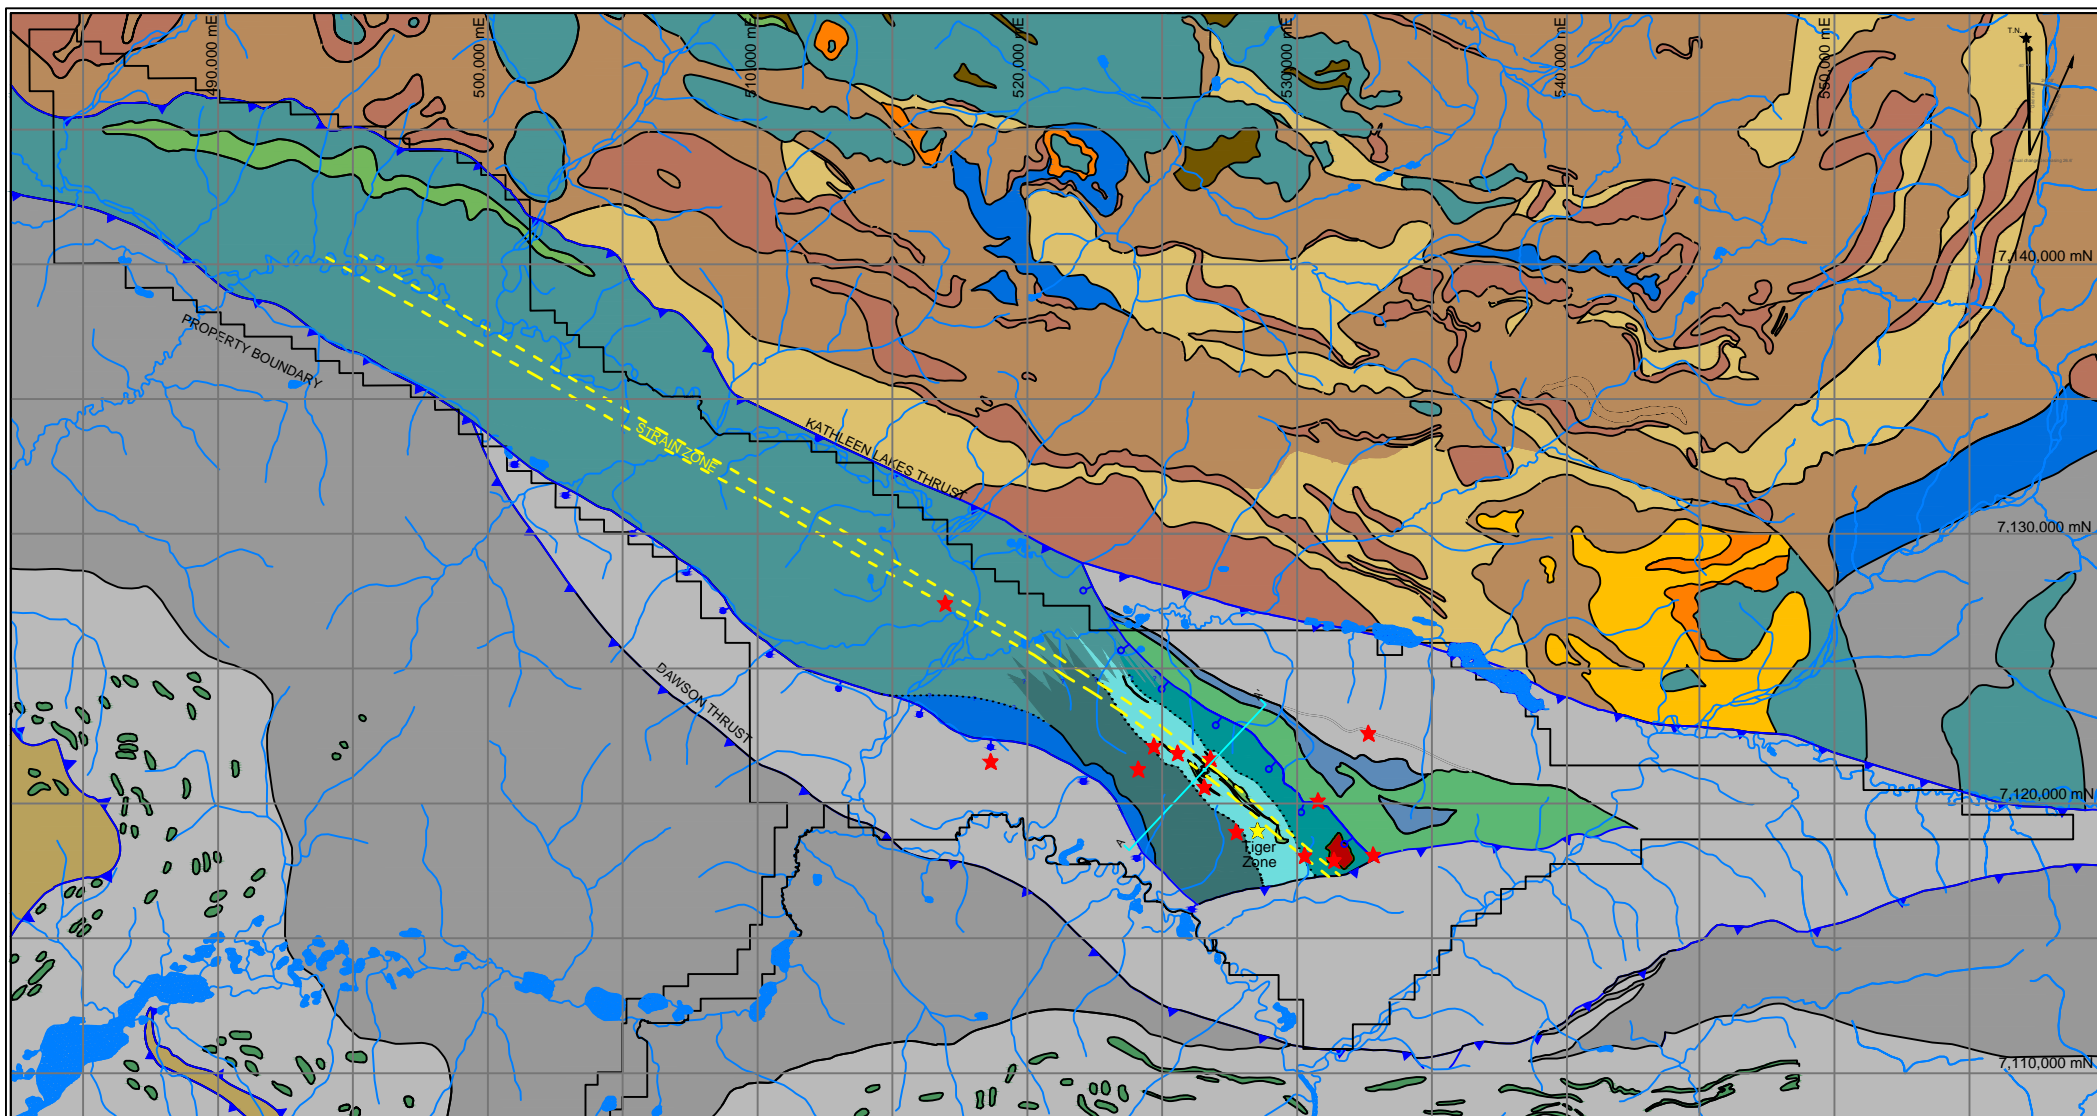 490,000 mE
500,000 mE
510,000 mE
520,000 mE
530,000 mE
540,000 mE
550,000 mE
T.N.
7,140,000 mN
PROPERTY BOUNDARY
STRAIN ZONE
KATHLEEN LAKES THRUST
7,130,000 mN
DAWSON THRUST
A'
7,120,000 mN
A
Tiger
Zone
7,110,000 mN